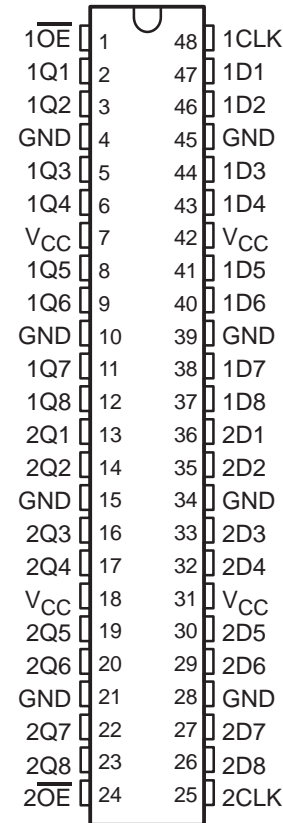 1O̅E̅ 1 48 1CLK
1Q1 2 47 1D1
1Q2 3 46 1D2
GND 4 45 GND
1Q3 5 44 1D3
1Q4 6 43 1D4
VCC 7 42 VCC
1Q5 8 41 1D5
1Q6 9 40 1D6
GND 10 39 GND
1Q7 11 38 1D7
1Q8 12 37 1D8
2Q1 13 36 2D1
2Q2 14 35 2D2
GND 15 34 GND
2Q3 16 33 2D3
2Q4 17 32 2D4
VCC 18 31 VCC
2Q5 19 30 2D5
2Q6 20 29 2D6
GND 21 28 GND
2Q7 22 27 2D7
2Q8 23 26 2D8
2O̅E̅ 24 25 2CLK